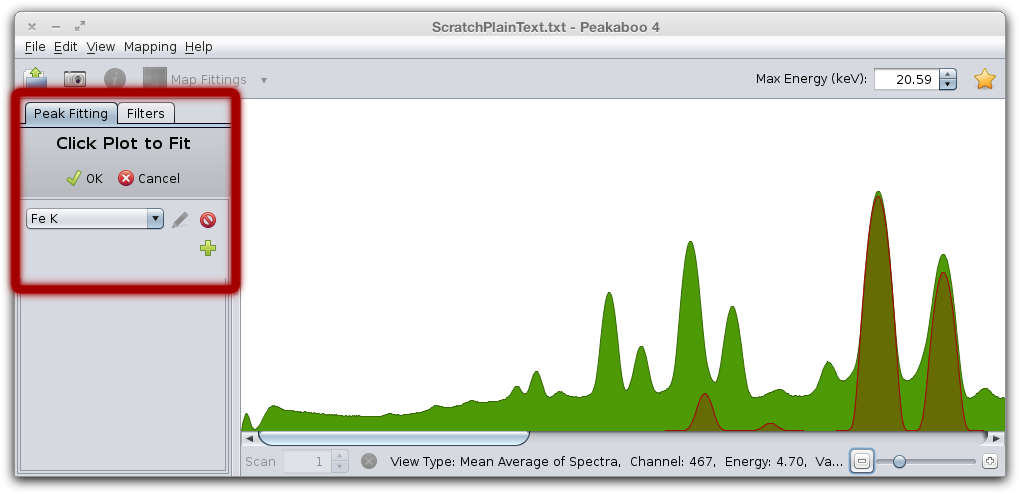 ScratchPlainText.txt - Peakaboo 4
File Edit View Mapping Help
Map Fittings
Max Energy (keV): 20.59
Peak Fitting Filters
Click Plot to Fit
OK Cancel
Fe K
Scan 1 View Type: Mean Average of Spectra, Channel: 467, Energy: 4.70, Va...